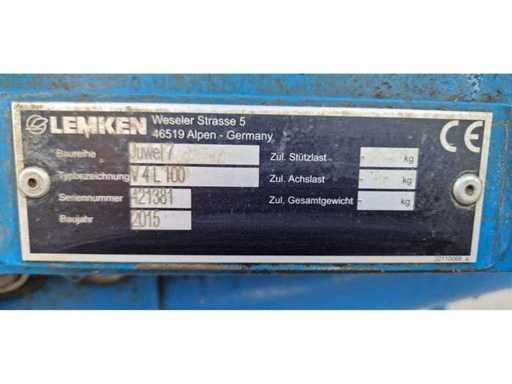 LEMKEN
Weseler Strasse 5
46519 Alpen - Germany
CE
Baureihe Juwel 7 Zul. Stützlast - kg
Typbezeichnung V 4 L 100 Zul. Achslast - kg
Seriennummer 421381 Zul. Gesamtgewicht - kg
Baujahr 2015